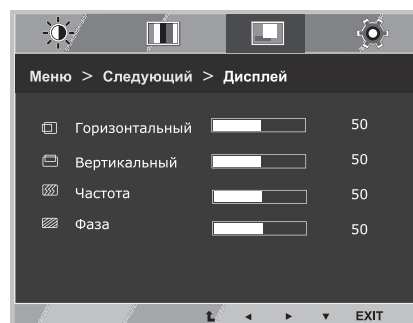 Меню > Следующий > Дисплей
Горизонтальный 50
Вертикальный 50
Частота 50
Фаза 50
EXIT